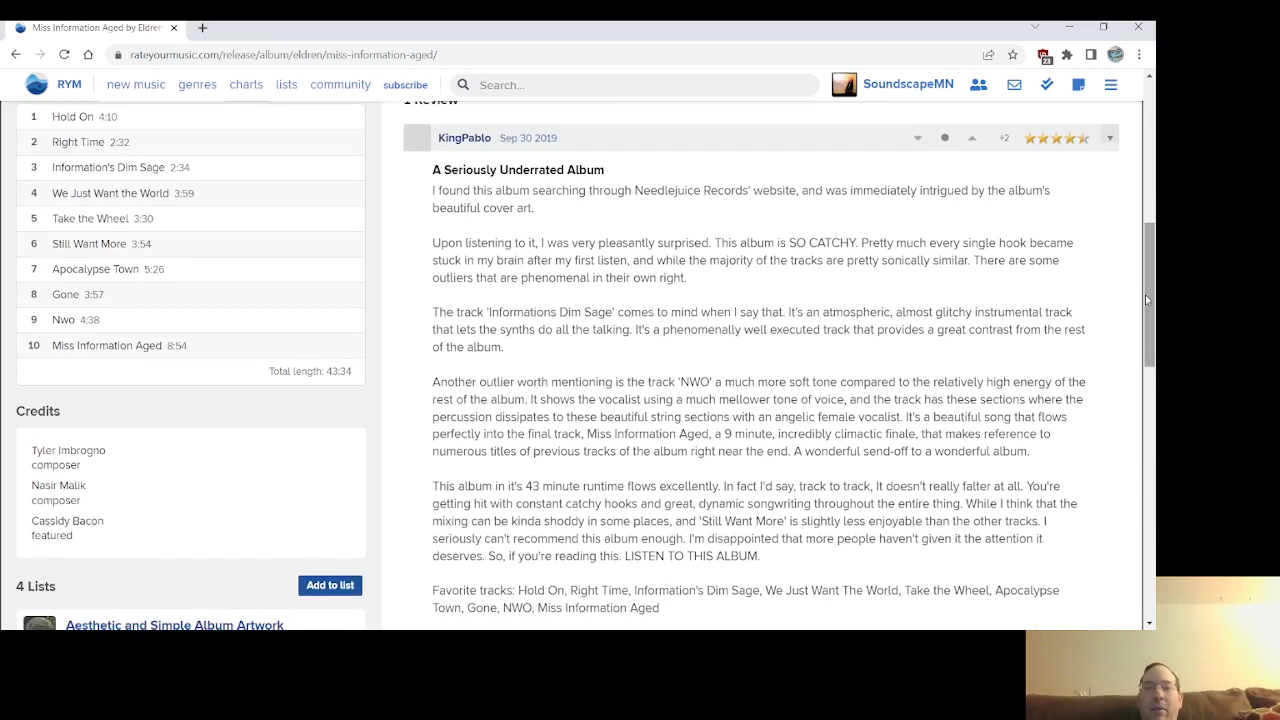 Miss Information Aged by Eldren
rateyourmusic.com/release/album/eldren/miss-information-aged/
23
RYM new music genres charts lists community subscribe Search... SoundscapeMN
1 Hold On 4:10
2 Right Time 2:32
3 Information's Dim Sage 2:34
4 We Just Want the World 3:59
5 Take the Wheel 3:30
6 Still Want More 3:54
7 Apocalypse Town 5:26
8 Gone 3:57
9 Nwo 4:38
10 Miss Information Aged 8:54
Total length: 43:34
Credits
Tyler Imbrogno
composer
Nasir Malik
composer
Cassidy Bacon
featured
4 Lists Add to list
Aesthetic and Simple Album Artwork
1 Review
KingPablo Sep 30 2019 +2
A Seriously Underrated Album
I found this album searching through Needlejuice Records' website, and was immediately intrigued by the album's
beautiful cover art.
Upon listening to it, I was very pleasantly surprised. This album is SO CATCHY. Pretty much every single hook became
stuck in my brain after my first listen, and while the majority of the tracks are pretty sonically similar. There are some
outliers that are phenomenal in their own right.
The track 'Informations Dim Sage' comes to mind when I say that. It's an atmospheric, almost glitchy instrumental track
that lets the synths do all the talking. It's a phenomenally well executed track that provides a great contrast from the rest
of the album.
Another outlier worth mentioning is the track 'NWO' a much more soft tone compared to the relatively high energy of the
rest of the album. It shows the vocalist using a much mellower tone of voice, and the track has these sections where the
percussion dissipates to these beautiful string sections with an angelic female vocalist. It's a beautiful song that flows
perfectly into the final track, Miss Information Aged, a 9 minute, incredibly climactic finale, that makes reference to
numerous titles of previous tracks of the album right near the end. A wonderful send-off to a wonderful album.
This album in it's 43 minute runtime flows excellently. In fact I'd say, track to track, It doesn't really falter at all. You're
getting hit with constant catchy hooks and great, dynamic songwriting throughout the entire thing. While I think that the
mixing can be kinda shoddy in some places, and 'Still Want More' is slightly less enjoyable than the other tracks. I
seriously can't recommend this album enough. I'm disappointed that more people haven't given it the attention it
deserves. So, if you're reading this. LISTEN TO THIS ALBUM.
Favorite tracks: Hold On, Right Time, Information's Dim Sage, We Just Want The World, Take the Wheel, Apocalypse
Town, Gone, NWO, Miss Information Aged